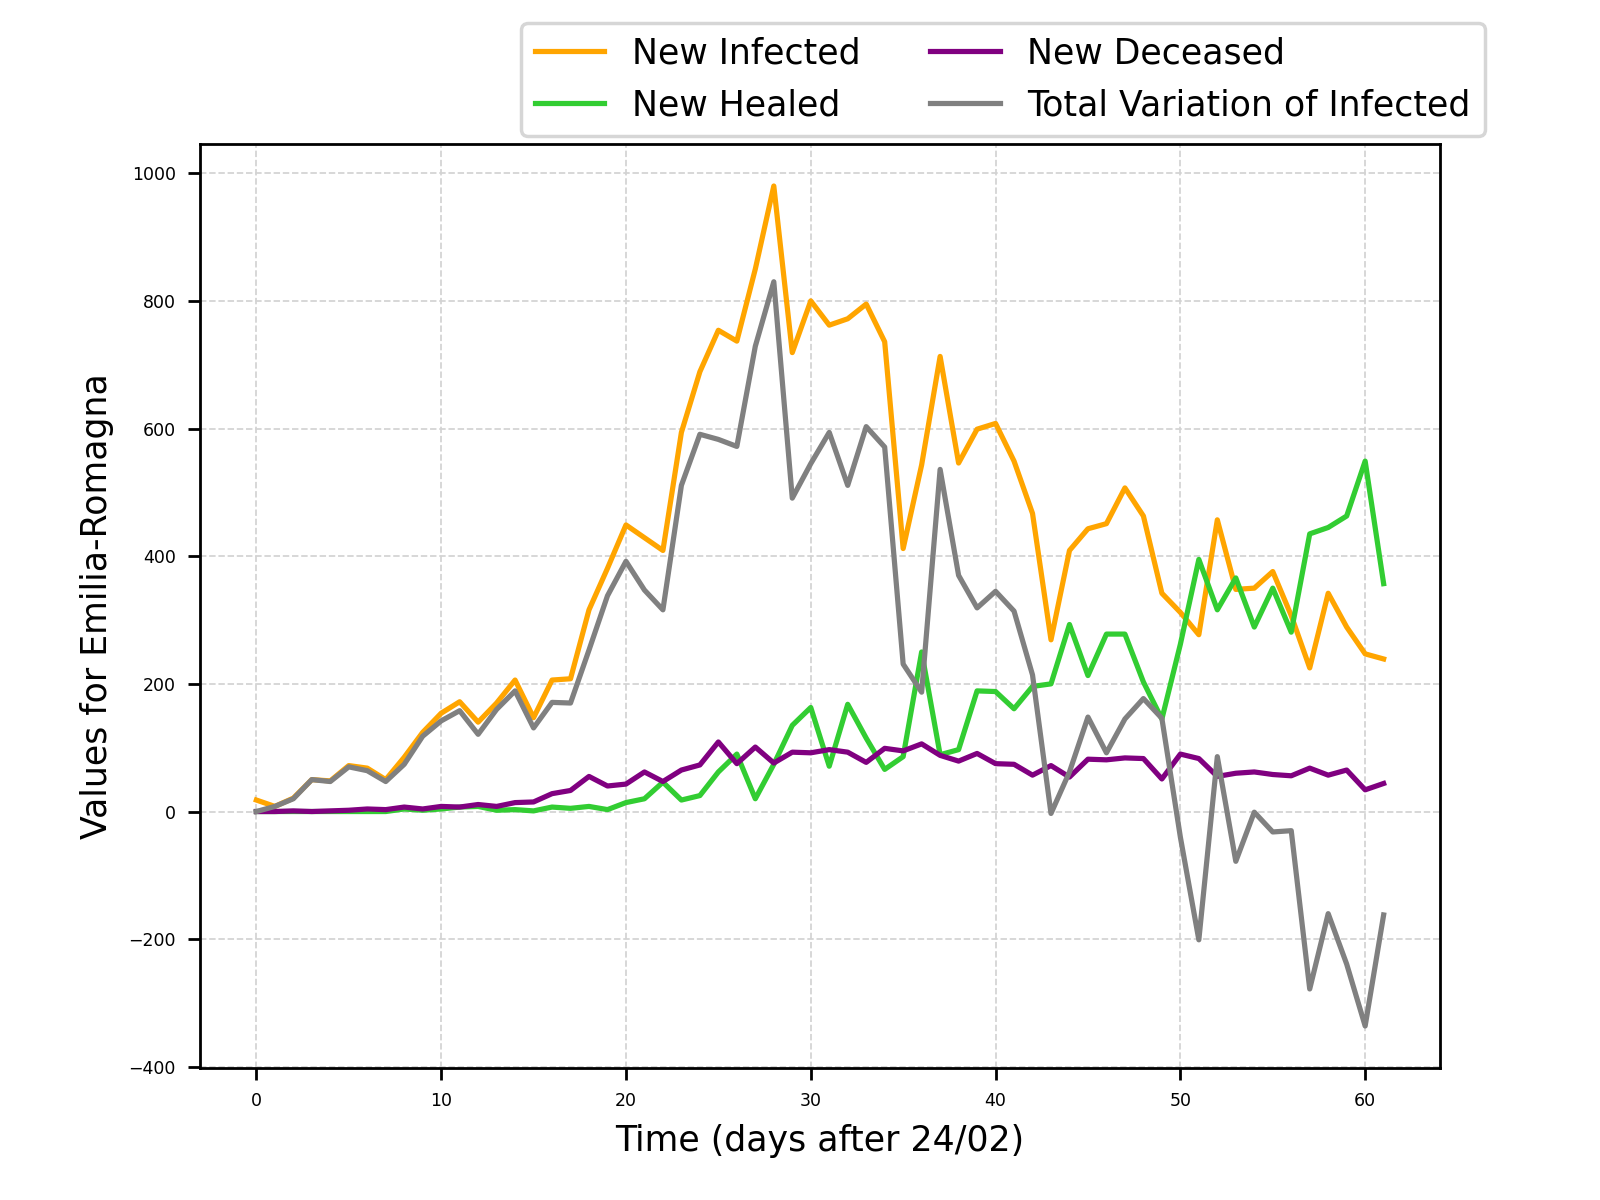 New Infected
New Deceased
New Healed
Total Variation of Infected
1000
800
600
400
200
0
−200
−400
Values for Emilia-Romagna
0 10 20 30 40 50 60
Time (days after 24/02)